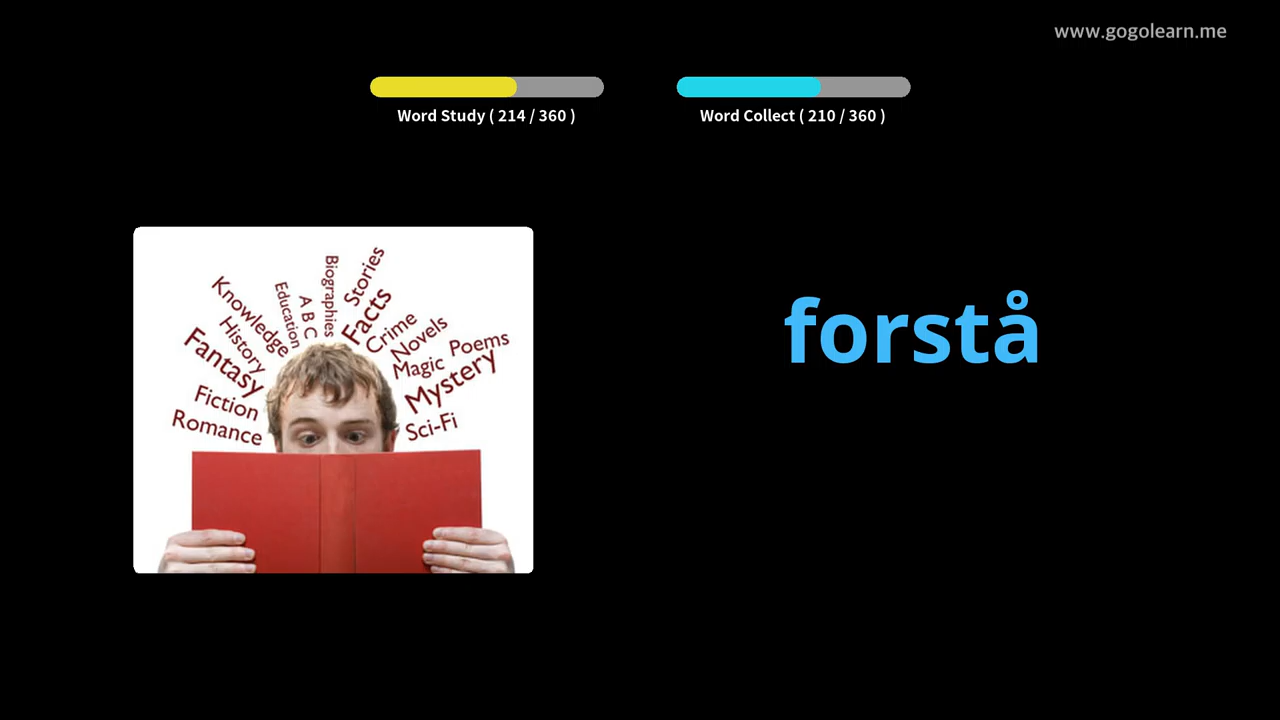 www.gogolearn.me
Word Study ( 214 / 360 )
Word Collect ( 210 / 360 )
forstå
Romance
Fiction
Fantasy
History
Knowledge
Education
A B C
Biographies
Stories
Facts
Crime
Novels
Magic
Poems
Mystery
Sci-Fi